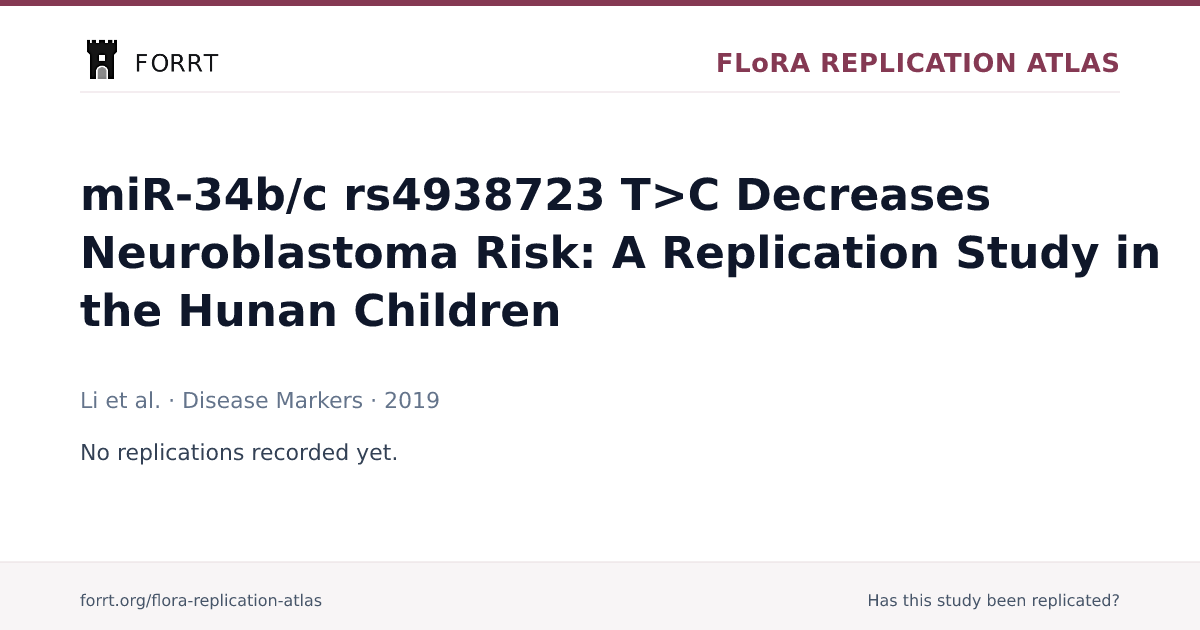 FORRT
FLoRA REPLICATION ATLAS
miR-34b/c rs4938723 T>C Decreases
Neuroblastoma Risk: A Replication Study in
the Hunan Children
Li et al. · Disease Markers · 2019
No replications recorded yet.
forrt.org/flora-replication-atlas
Has this study been replicated?